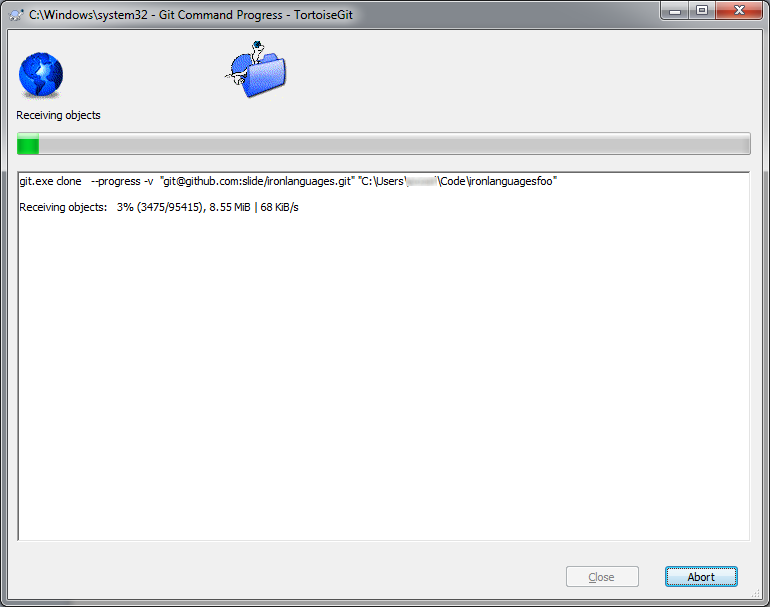 C:\Windows\system32 - Git Command Progress - TortoiseGit
Receiving objects
git.exe clone --progress -v "git@github.com:slide/ironlanguages.git" "C:\Users\ \Code\ironlanguagesfoo"
Receiving objects: 3% (3475/95415), 8.55 MiB | 68 KiB/s
Close
Abort